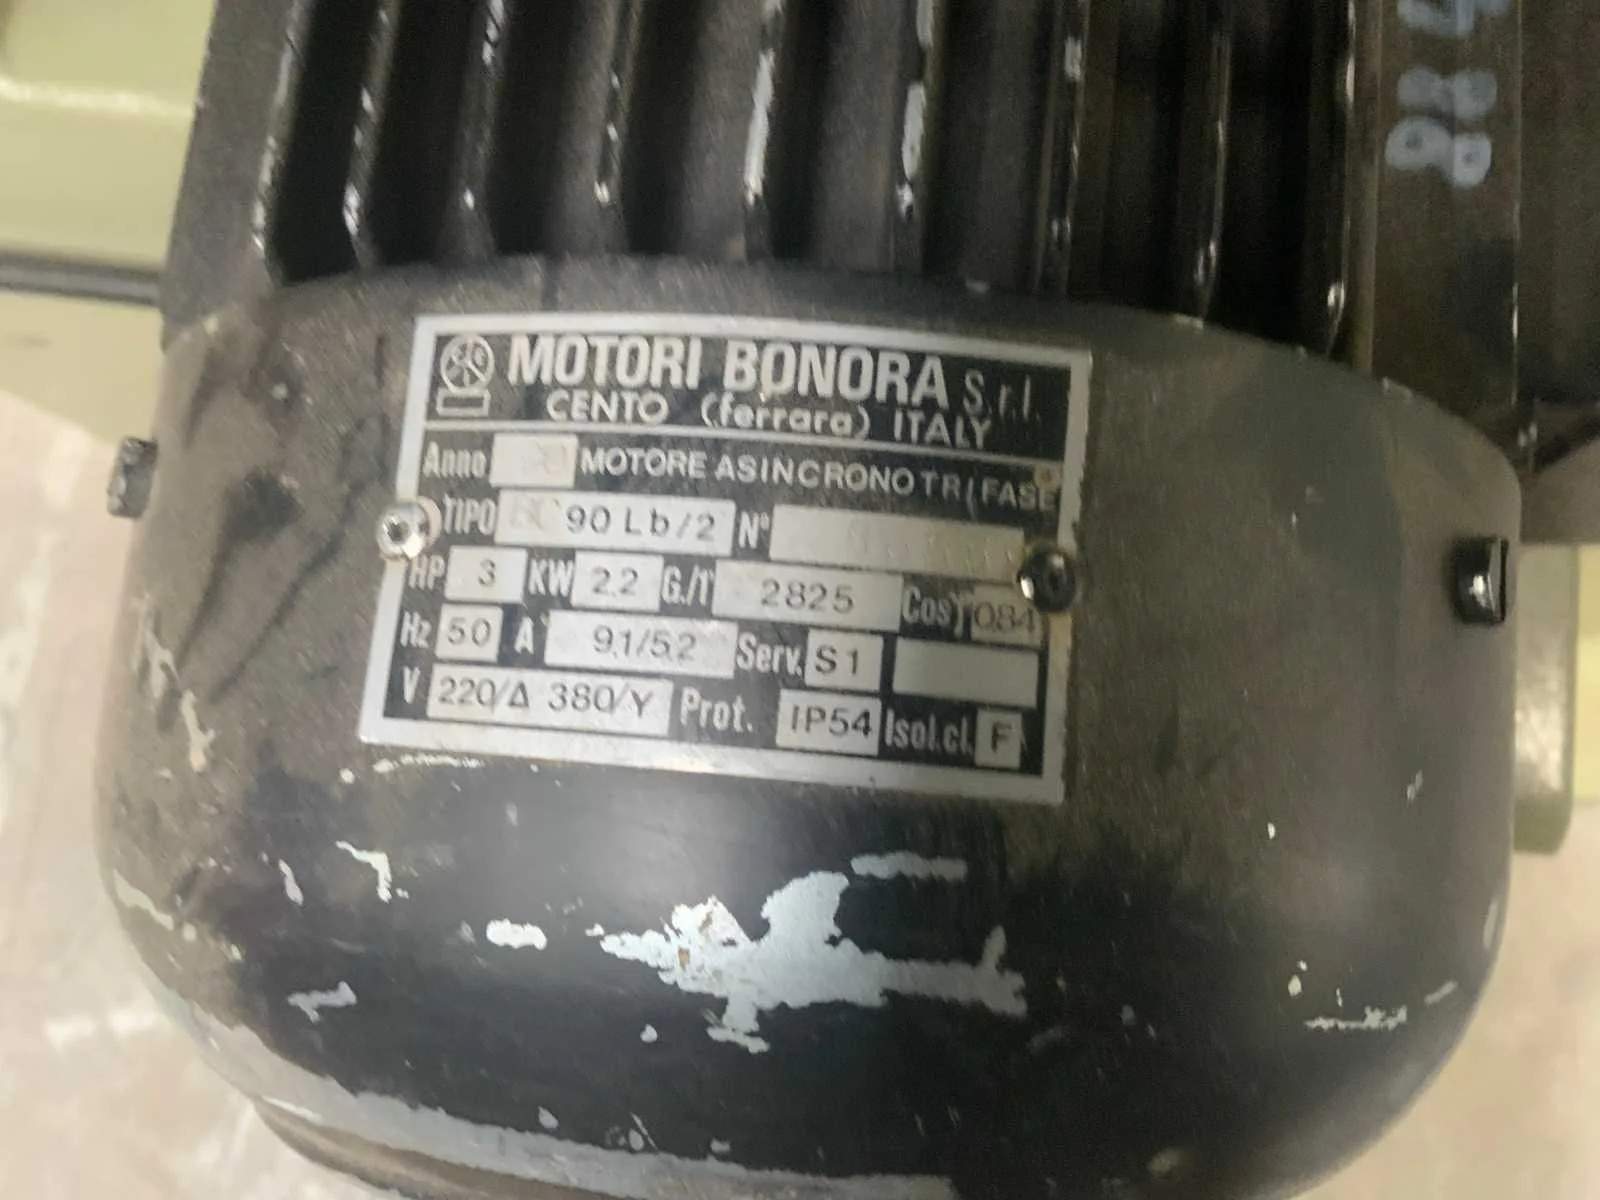 MOTORI BONORA S.r.l.
CENTO (ferrara) ITALY
Anno MOTORE ASINCRONO TRIFASE
TIPO 90 Lb/2 N°
HP 3 KW 2.2 G./1' 2825 Cosφ 0.84
Hz 50 A 9.1/5.2 Serv. S1
V 220/Δ 380/Y Prot. IP54 Isol.cl. F